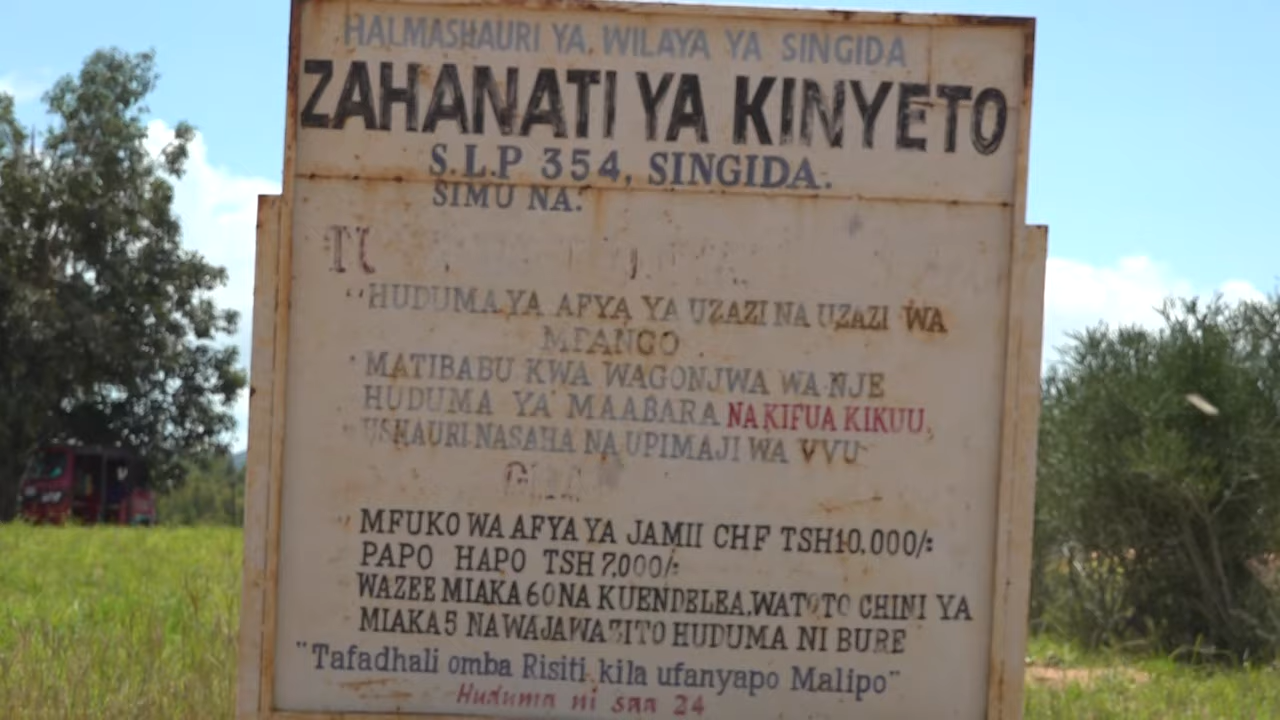 HALMASHAURI YA WILAYA YA SINGIDA
ZAHANATI YA KINYETO
S.L.P 354, SINGIDA.
SIMU NA:
"HUDUMA YA AFYA YA UZAZI NA UZAZI WA
MPANGO
MATIBABU KWA WAGONJWA WA NJE
HUDUMA YA MAABARA NA KIFUA KIKUU,
USHAURI NASAHA NA UPIMAJI WA VVU
MFUKO WA AFYA YA JAMII CHF TSH10,000/=
PAPO HAPO TSH 7,000/=
WAZEE MIAKA 60 NA KUENDELEA, WATOTO CHINI YA
MIAKA 5 NA WAJAWAZITO HUDUMA NI BURE
"Tafadhali omba Risiti kila ufanyapo Malipo"
Huduma ni saa 24